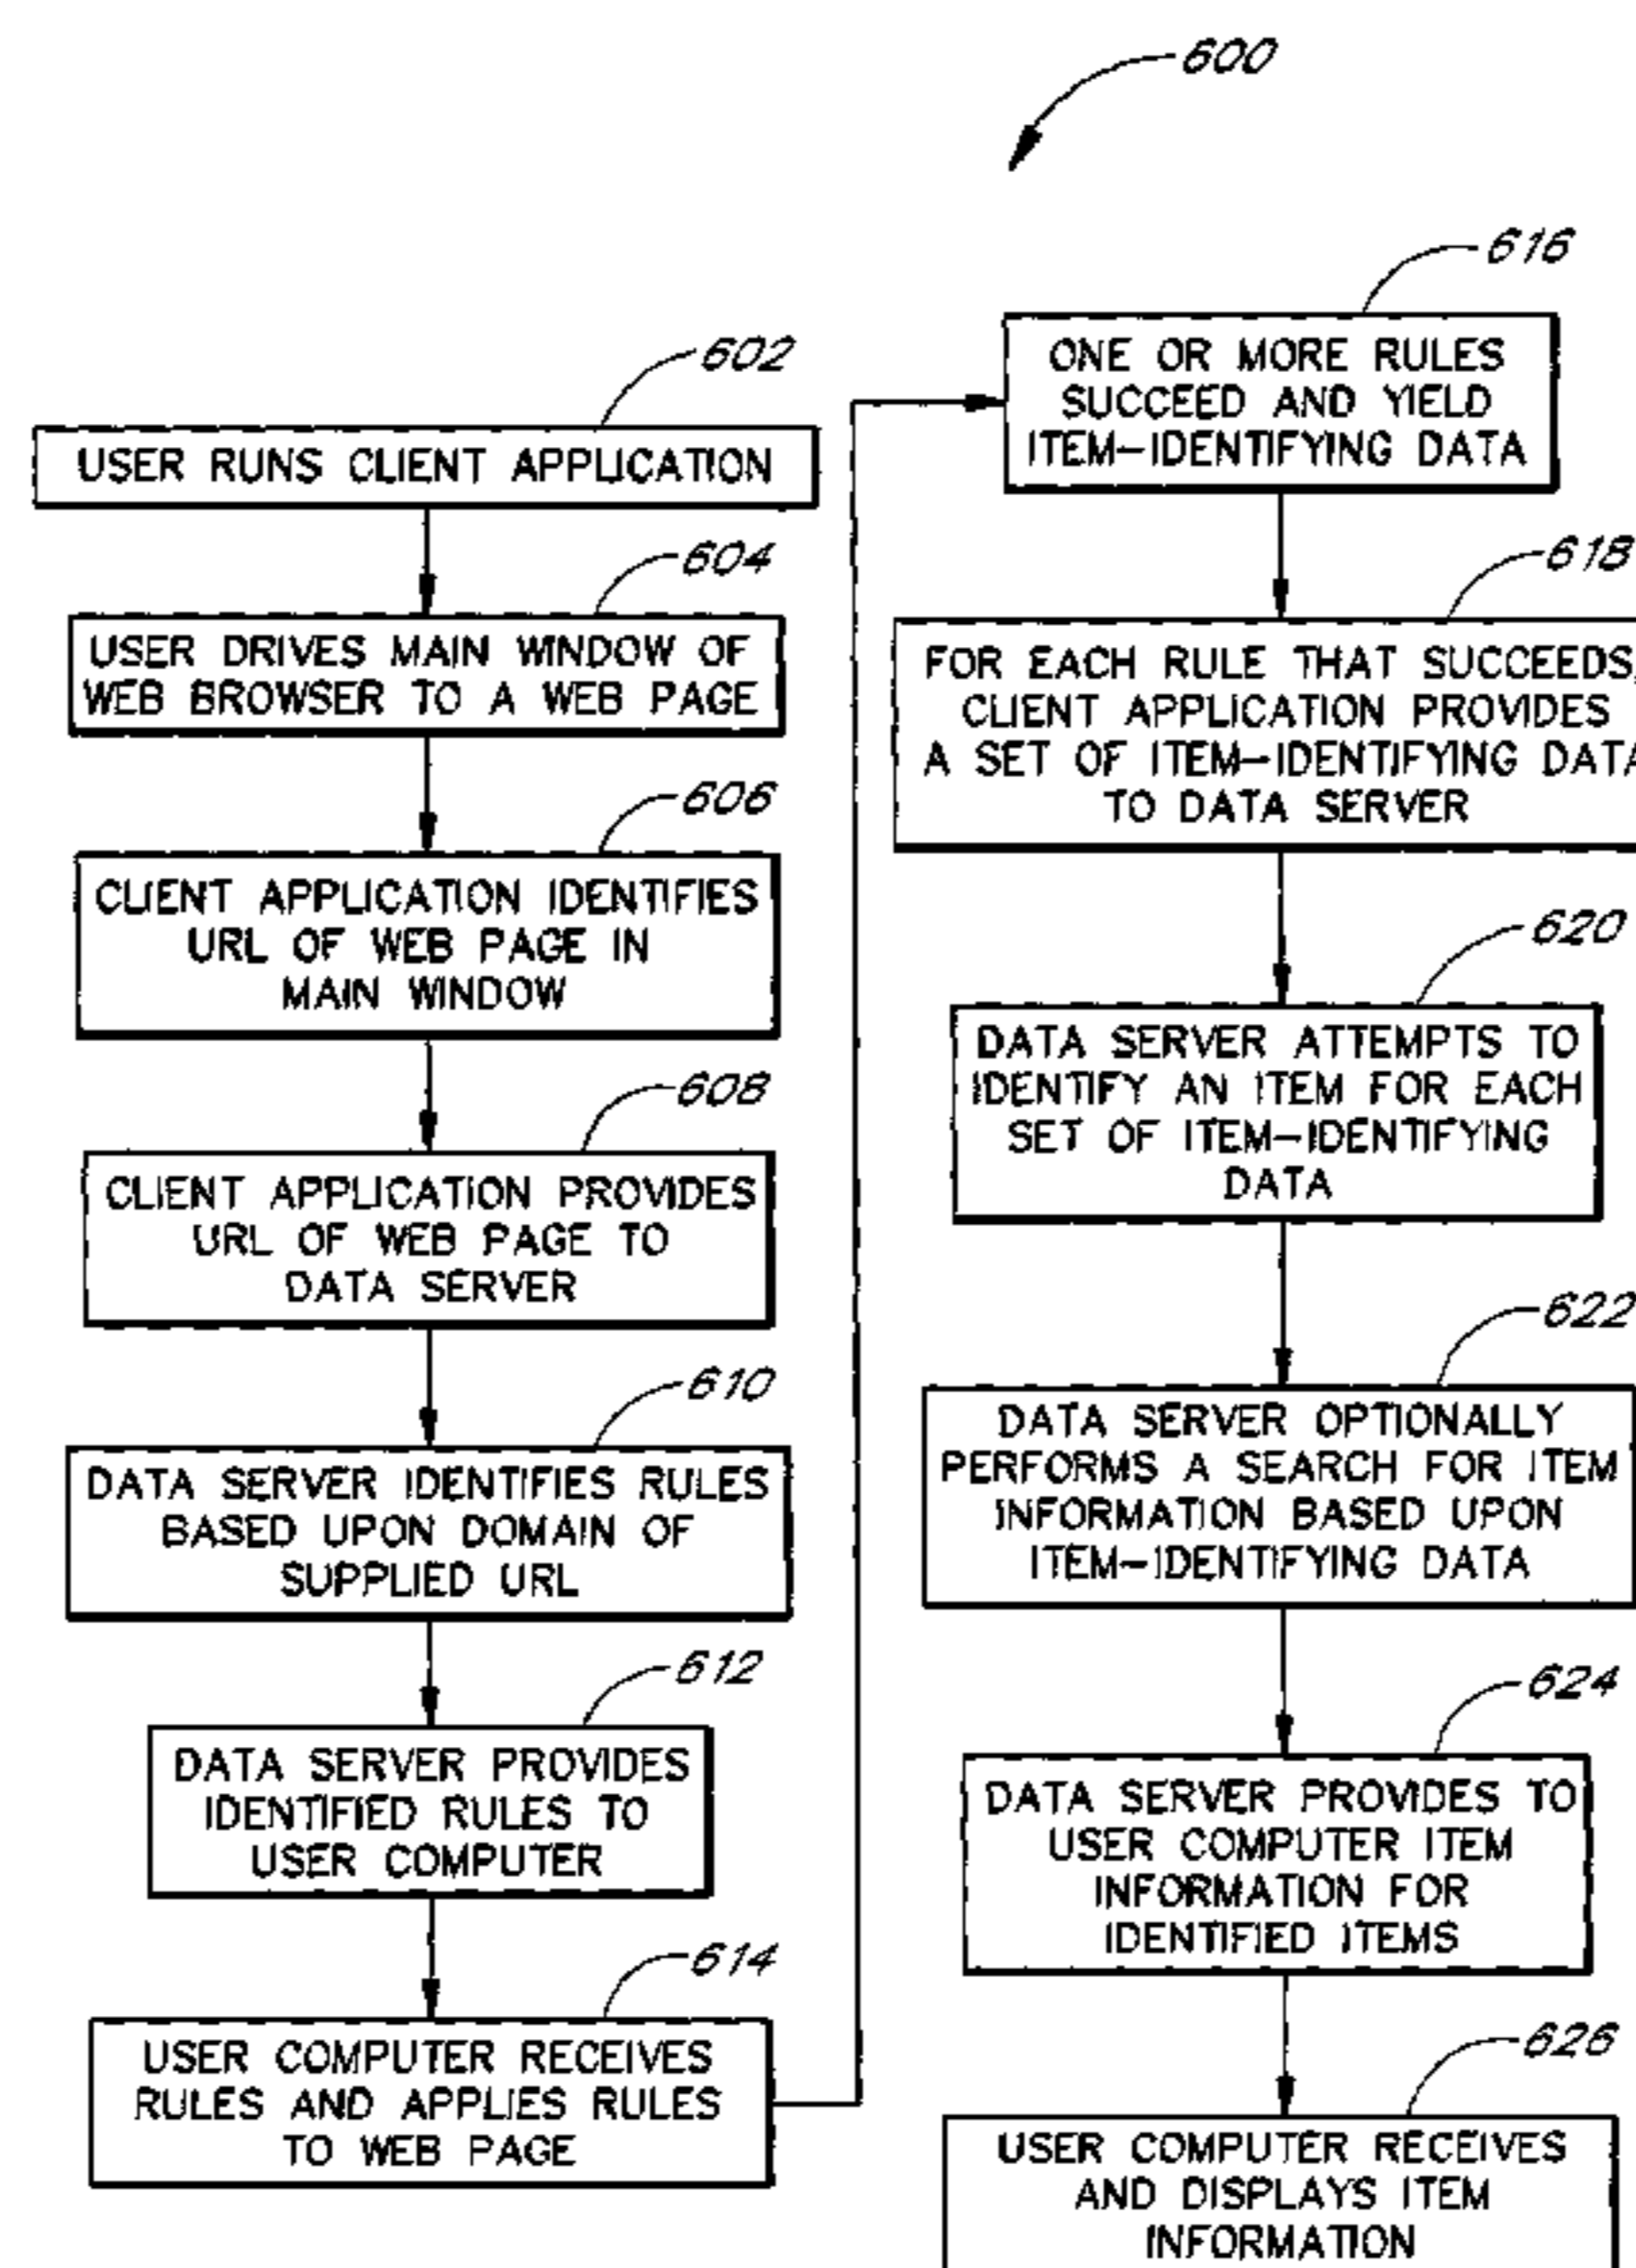 600
602
USER RUNS CLIENT APPLICATION
604
USER DRIVES MAIN WINDOW OF
WEB BROWSER TO A WEB PAGE
606
CLIENT APPLICATION IDENTIFIES
URL OF WEB PAGE IN
MAIN WINDOW
608
CLIENT APPLICATION PROVIDES
URL OF WEB PAGE TO
DATA SERVER
610
DATA SERVER IDENTIFIES RULES
BASED UPON DOMAIN OF
SUPPLIED URL
612
DATA SERVER PROVIDES
IDENTIFIED RULES TO
USER COMPUTER
614
USER COMPUTER RECEIVES
RULES AND APPLIES RULES
TO WEB PAGE
616
ONE OR MORE RULES
SUCCEED AND YIELD
ITEM-IDENTIFYING DATA
618
FOR EACH RULE THAT SUCCEEDS,
CLIENT APPLICATION PROVIDES
A SET OF ITEM-IDENTIFYING DATA
TO DATA SERVER
620
DATA SERVER ATTEMPTS TO
IDENTIFY AN ITEM FOR EACH
SET OF ITEM-IDENTIFYING
DATA
622
DATA SERVER OPTIONALLY
PERFORMS A SEARCH FOR ITEM
INFORMATION BASED UPON
ITEM-IDENTIFYING DATA
624
DATA SERVER PROVIDES TO
USER COMPUTER ITEM
INFORMATION FOR
IDENTIFIED ITEMS
626
USER COMPUTER RECEIVES
AND DISPLAYS ITEM
INFORMATION